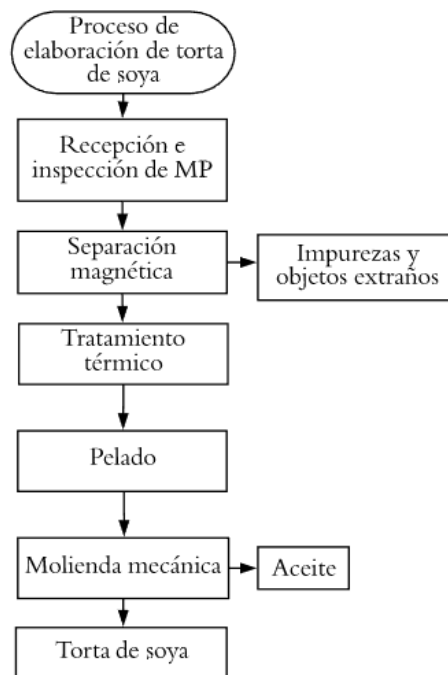 Proceso de
elaboración de torta
de soya
Recepción e
inspección de MP
Separación
magnética
Impurezas y
objetos extraños
Tratamiento
térmico
Pelado
Molienda mecánica
Aceite
Torta de soya